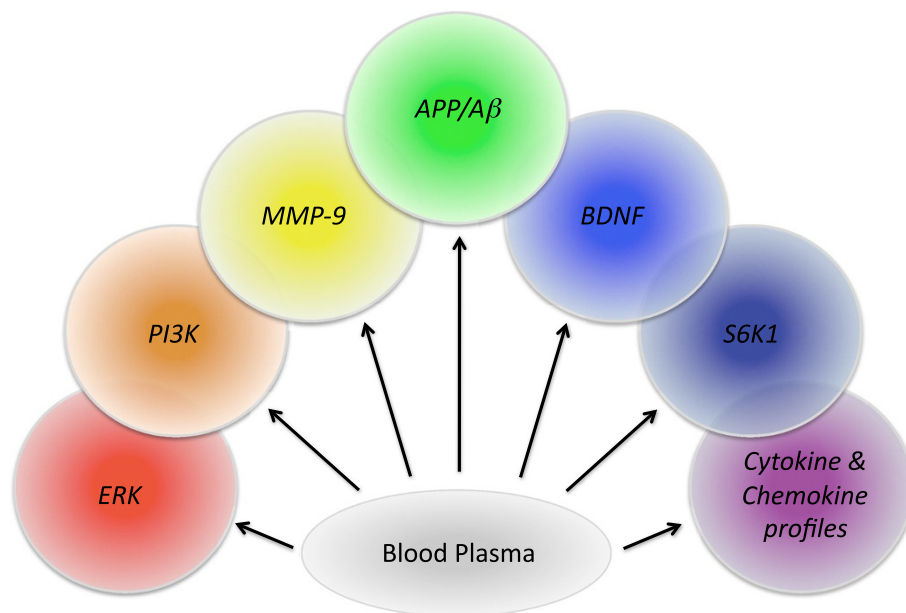 APP/Aβ
MMP-9
BDNF
PI3K
S6K1
ERK
Cytokine &
Chemokine
profiles
Blood Plasma